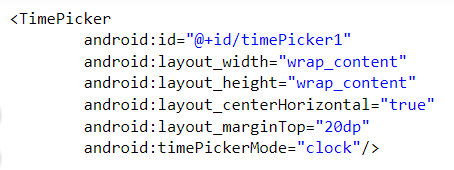 <TimePicker
android:id="@+id/timePicker1"
android:layout_width="wrap_content"
android:layout_height="wrap_content"
android:layout_centerHorizontal="true"
android:layout_marginTop="20dp"
android:timePickerMode="clock"/>